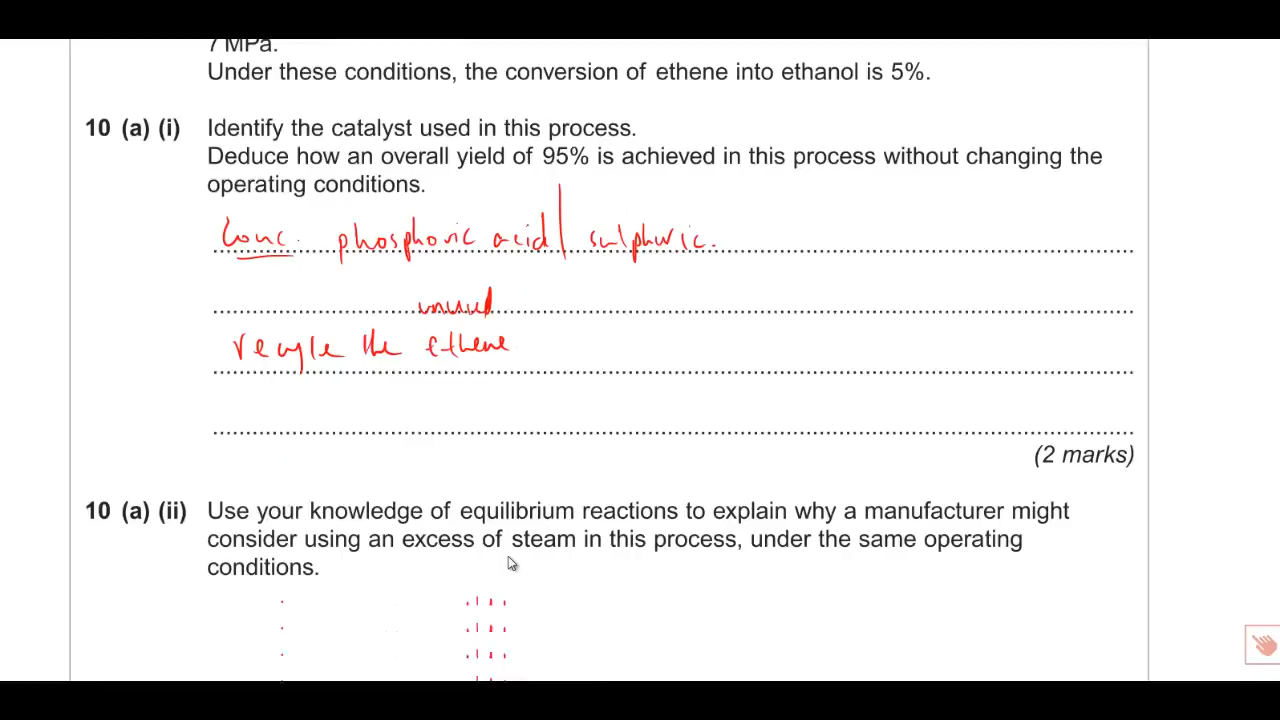 7 MPa.
Under these conditions, the conversion of ethene into ethanol is 5%.
10 (a) (i) Identify the catalyst used in this process.
Deduce how an overall yield of 95% is achieved in this process without changing the
operating conditions.
Conc. phosphoric acid / sulphuric.
unused
recycle the ethene
(2 marks)
10 (a) (ii) Use your knowledge of equilibrium reactions to explain why a manufacturer might
consider using an excess of steam in this process, under the same operating
conditions.